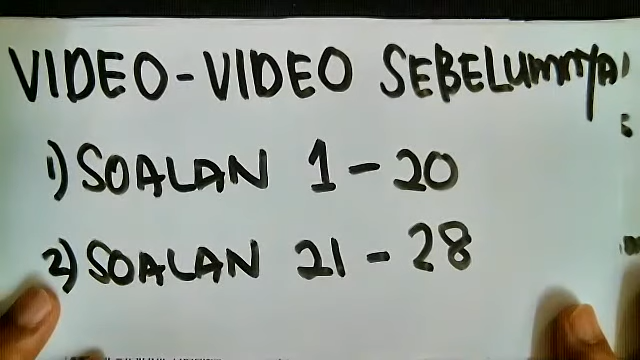 VIDEO-VIDEO SEBELUMNYA
1) SOALAN 1 - 20
2) SOALAN 21 - 28